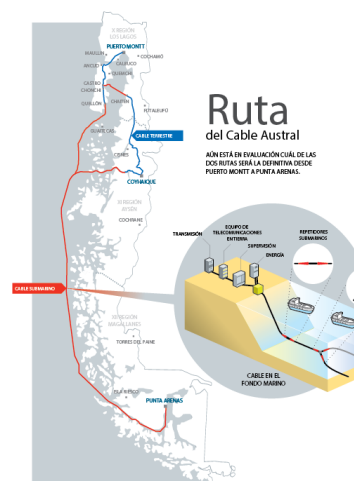 X REGIÓN
LOS LAGOS
PUERTO MONTT
MAULLÍN
COCHAMÓ
CALBUCO
ANCUD
QUEMCHI
CASTRO
CHONCHI
CHAITÉN
QUELLÓN
FUTALEUFÚ
CABLE TERRESTRE
COYHAIQUE
XI REGIÓN
AYSÉN
COCHRANE
CABLE SUBMARINO
XII REGIÓN
MAGALLANES
TORRES DEL PAINE
PUNTA ARENAS
Ruta
del Cable Austral
AÚN ESTÁ EN EVALUACIÓN CUÁL DE LAS
DOS RUTAS SERÁ LA DEFINITIVA DESDE
PUERTO MONTT A PUNTA ARENAS.
TRANSMISIÓN
EQUIPO DE
TELECOMUNICACIONES
EN TIERRA
SUPERVISIÓN
ENERGÍA
REPETIDORES
SUBMARINOS
CABLE EN EL
FONDO MARINO